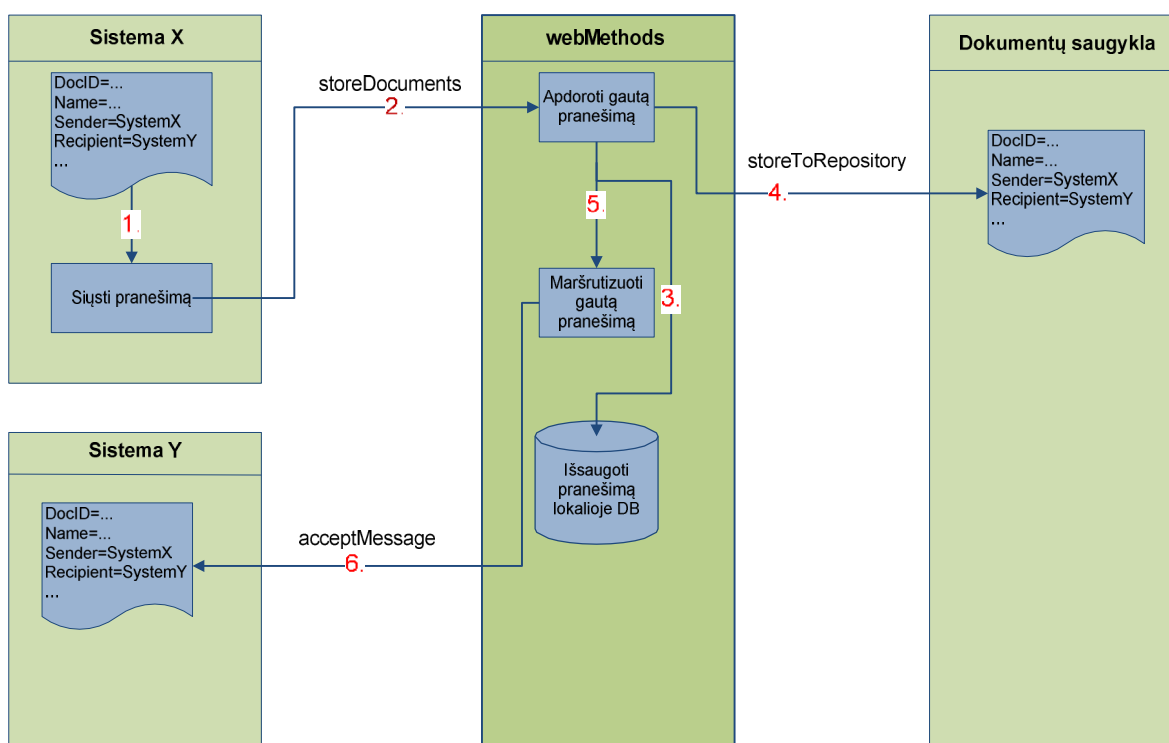 Sistema X
DocID=...
Name=...
Sender=SystemX
Recipient=SystemY
...
1.
Siųsti pranešimą
storeDocuments
2.
webMethods
Apdoroti gautą
pranešimą
5.
3.
Maršrutizuoti
gautą
pranešimą
Išsaugoti
pranešimą
lokalioje DB
storeToRepository
4.
Dokumentų saugykla
DocID=...
Name=...
Sender=SystemX
Recipient=SystemY
...
Sistema Y
DocID=...
Name=...
Sender=SystemX
Recipient=SystemY
...
acceptMessage
6.